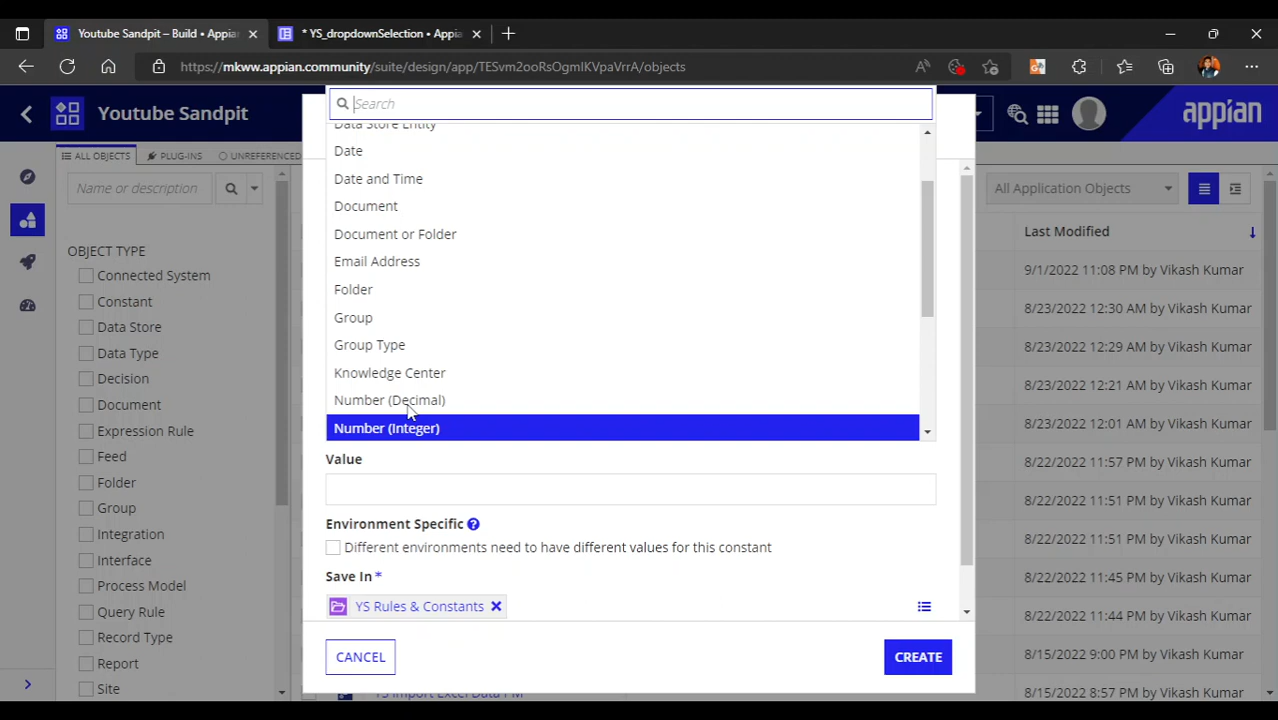 Youtube Sandpit – Build • Appian
* YS_dropdownSelection • Appia
https://mkww.appian.community/suite/design/app/TESvm2ooRsOgmIKVpaVrrA/objects
Youtube Sandpit
appian
ALL OBJECTS
PLUG-INS
UNREFERENCED
Name or description
OBJECT TYPE
Connected System
Constant
Data Store
Data Type
Decision
Document
Expression Rule
Feed
Folder
Group
Integration
Interface
Process Model
Query Rule
Record Type
Report
Site
Search
Data Store Entity
Date
Date and Time
Document
Document or Folder
Email Address
Folder
Group
Group Type
Knowledge Center
Number (Decimal)
Number (Integer)
Value
Environment Specific ?
Different environments need to have different values for this constant
Save In *
YS Rules & Constants
CANCEL
CREATE
YS Import Excel Data PM
All Application Objects
Last Modified
9/1/2022 11:08 PM by Vikash Kumar
8/23/2022 12:30 AM by Vikash Kumar
8/23/2022 12:29 AM by Vikash Kumar
8/23/2022 12:21 AM by Vikash Kumar
8/23/2022 12:01 AM by Vikash Kumar
8/22/2022 11:57 PM by Vikash Kumar
8/22/2022 11:51 PM by Vikash Kumar
8/22/2022 11:51 PM by Vikash Kumar
8/22/2022 11:45 PM by Vikash Kumar
8/22/2022 11:44 PM by Vikash Kumar
8/15/2022 9:00 PM by Vikash Kumar
8/15/2022 8:57 PM by Vikash Kumar